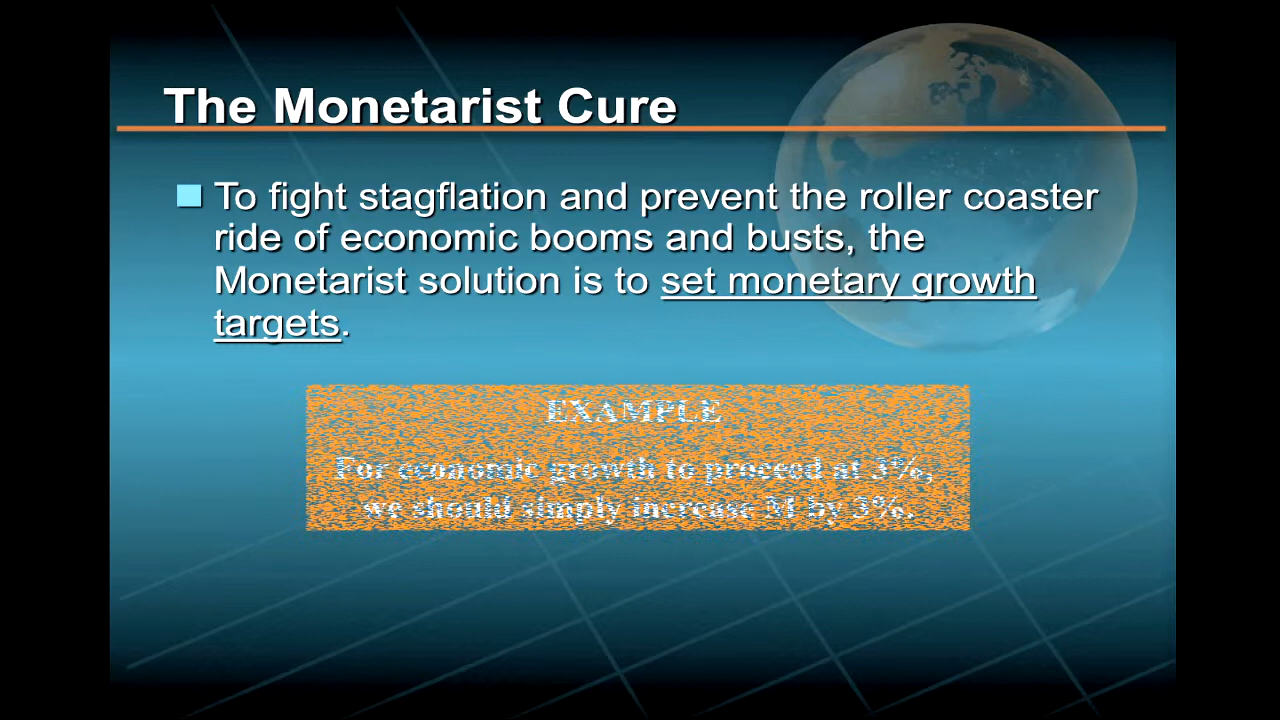 The Monetarist Cure
To fight stagflation and prevent the roller coaster
ride of economic booms and busts, the
Monetarist solution is to set monetary growth
targets.
EXAMPLE
For economic growth to proceed at 3%,
we should simply increase M by 3%.